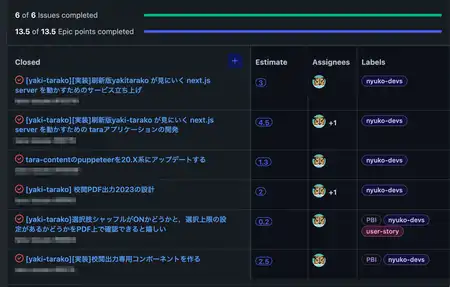 6 of 6 Issues completed
13.5 of 13.5 Epic points completed
Closed + Estimate Assignees Labels
[yaki-tarako][実装]刷新版yakitarako が見にいく next.js
server を動かすためのサービス立ち上げ
3 nyuko-devs
[yaki-tarako][実装]刷新版yaki-tarako が見にいく next.js
server を動かすための taraアプリケーションの開発
4.5 +1 nyuko-devs
tara-contentのpuppeteerを20.X系にアップデートする
1.3 nyuko-devs
[yaki-tarako] 校閲PDF出力2023の設計
2 +1 nyuko-devs
[yaki-tarako]選択肢シャッフルがONかどうかと、選択上限の設
定があるかどうかをPDF上で確認できると嬉しい
0.2 PBI nyuko-devs
user-story
[yaki-tarako][実装]校閲出力専用コンポーネントを作る
2.5 PBI nyuko-devs